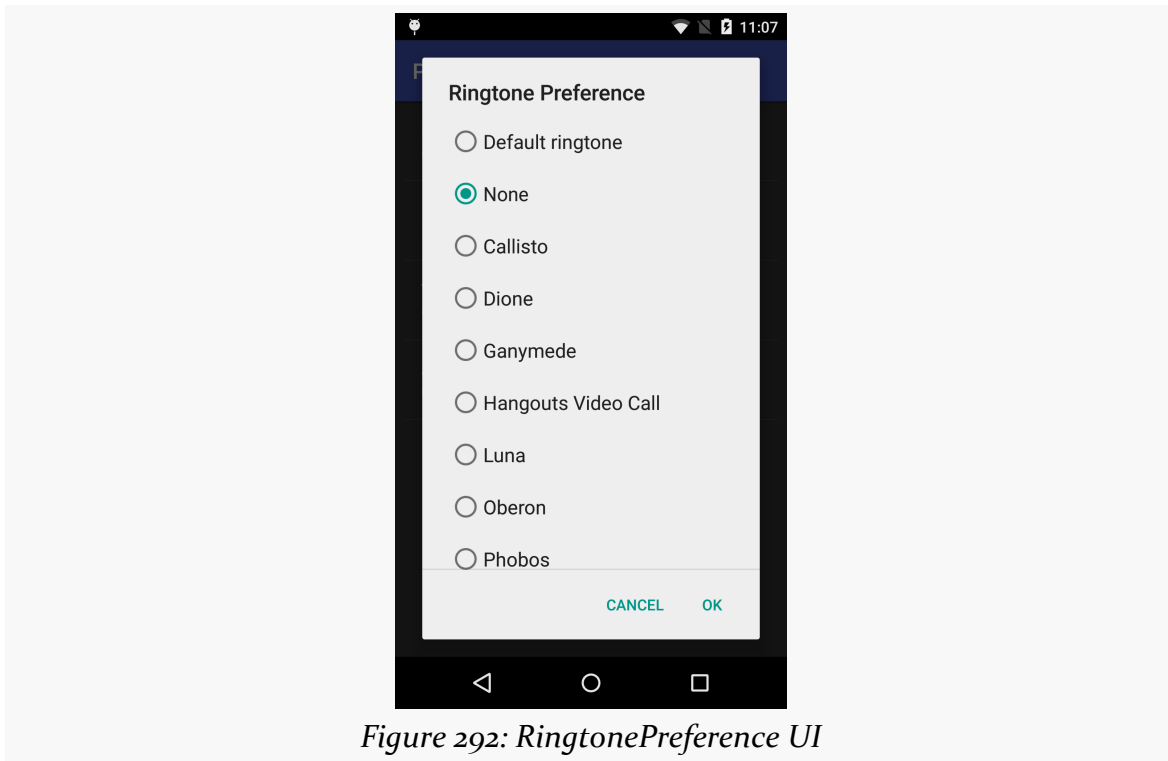 11:07
P
Ringtone Preference
Default ringtone
None
Callisto
Dione
Ganymede
Hangouts Video Call
Luna
Oberon
Phobos
CANCEL OK
Figure 292: RingtonePreference UI